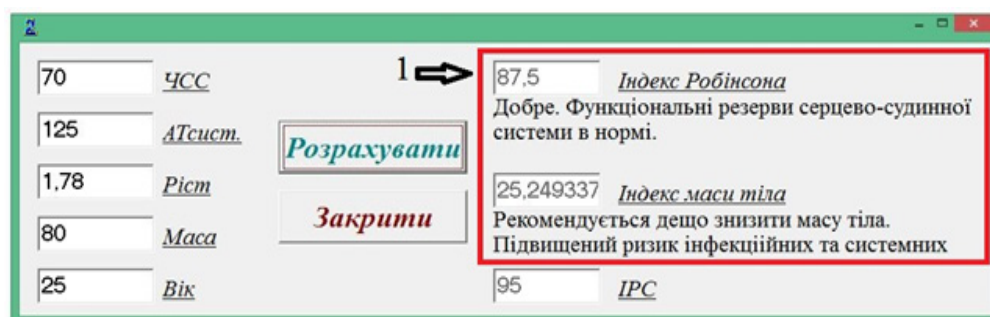 70 ЧСС
125 АТсист.
1,78 Ріст
80 Маса
25 Вік
Розрахувати
Закрити
1
87,5 Індекс Робінсона
Добре. Функціональні резерви серцево-судинної
системи в нормі.
25,249337 Індекс маси тіла
Рекомендується дещо знизити масу тіла.
Підвищений ризик інфекціійних та системних
95 ІРС